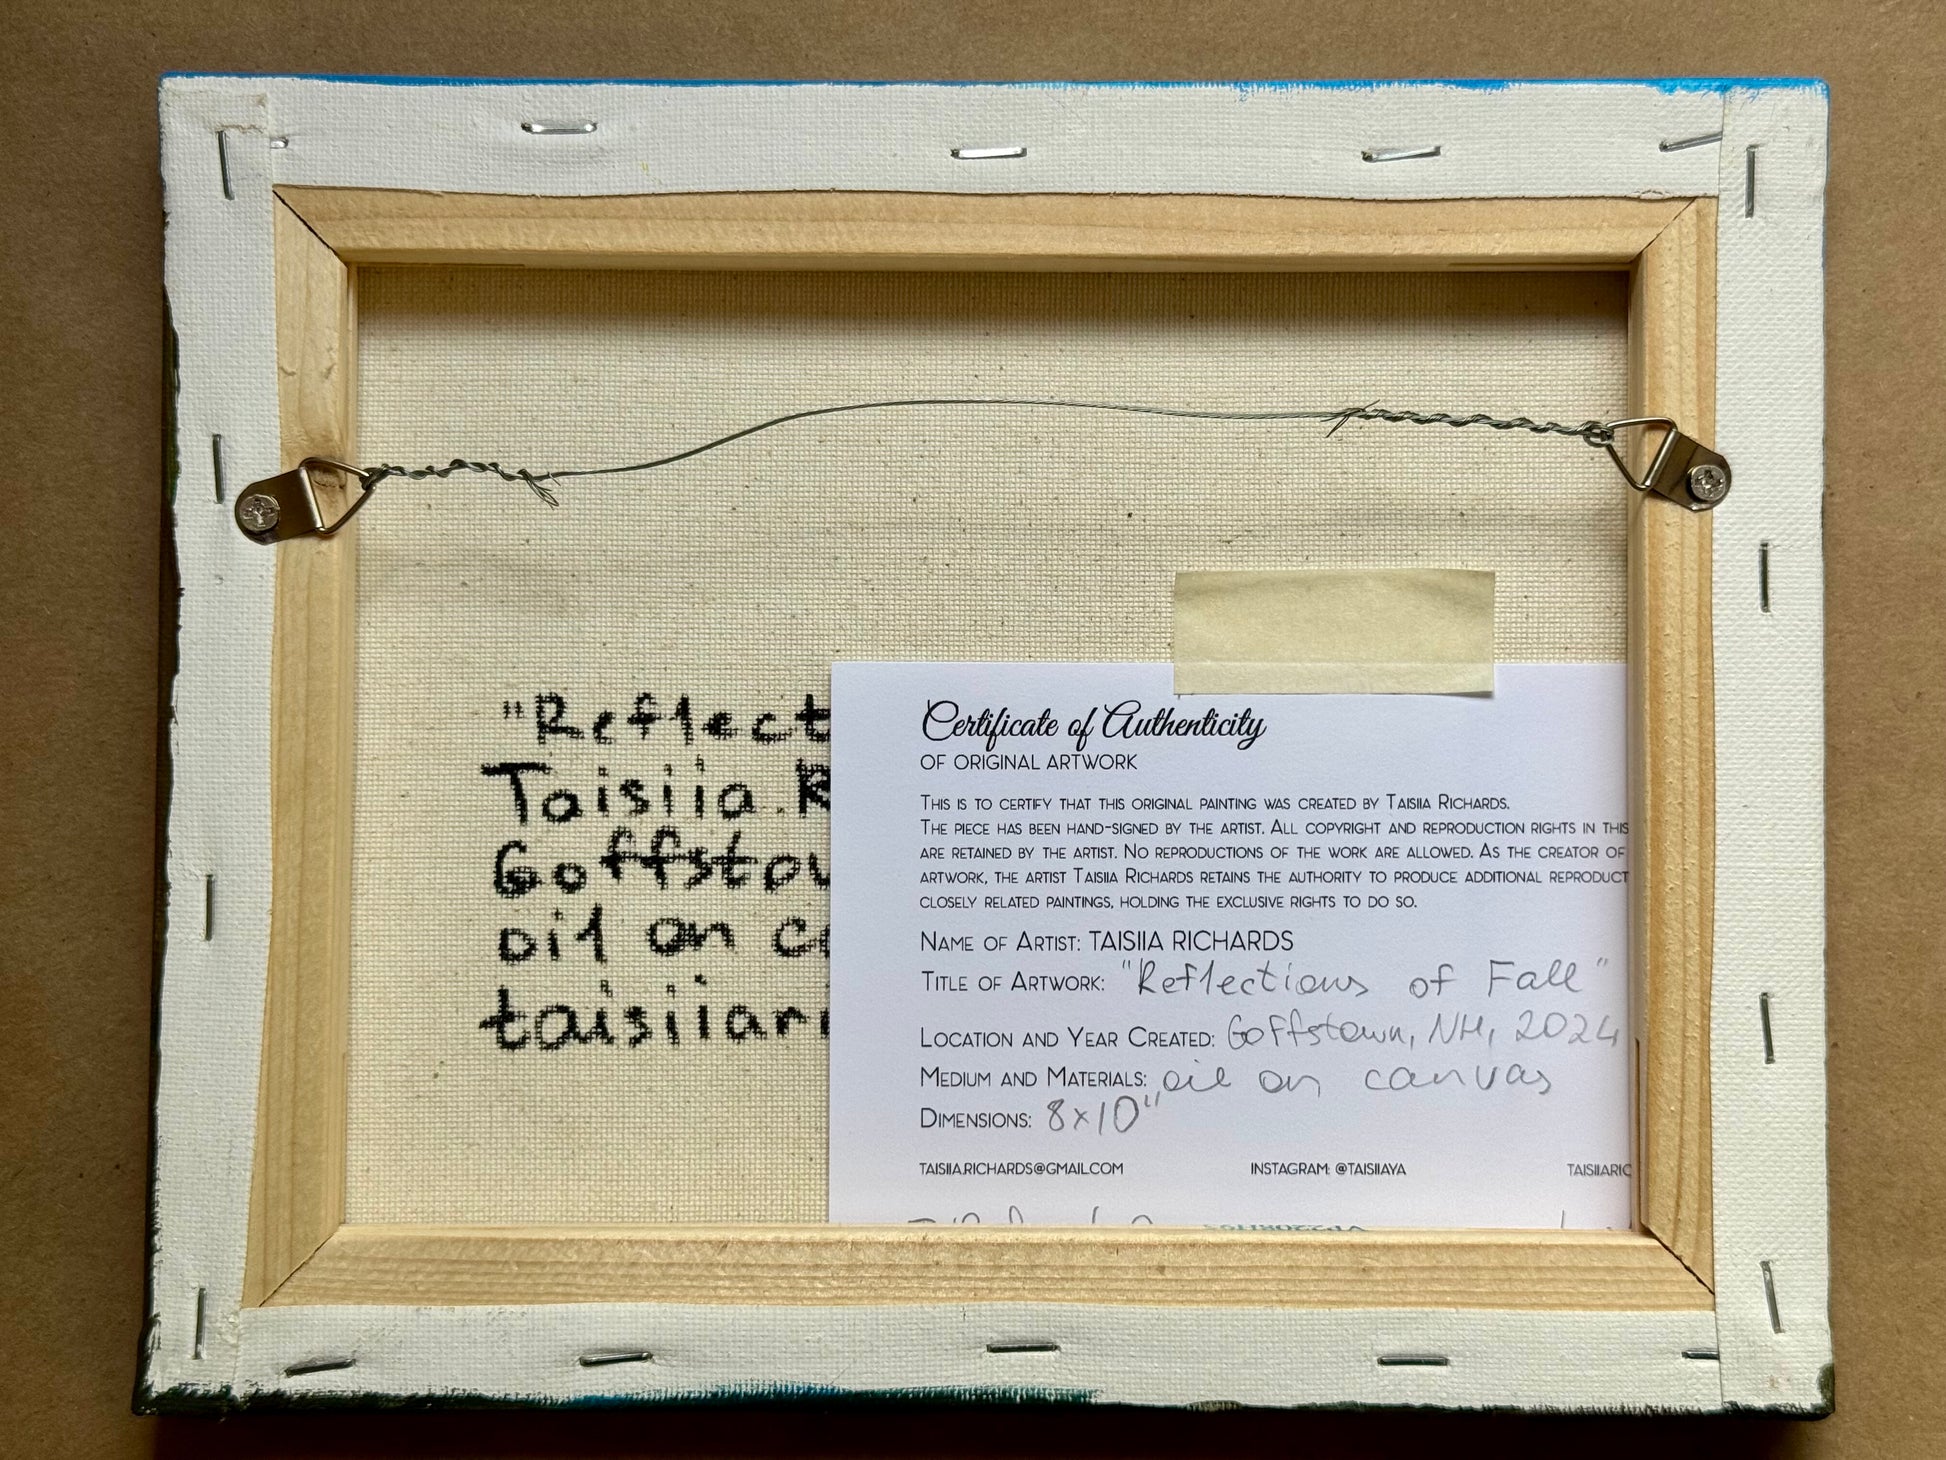 "Reflect
Taisiia R
Goffstow
oil on ca
taisiiari
Certificate of Authenticity
OF ORIGINAL ARTWORK
THIS IS TO CERTIFY THAT THIS ORIGINAL PAINTING WAS CREATED BY TAISIIA RICHARDS.
THE PIECE HAS BEEN HAND-SIGNED BY THE ARTIST. ALL COPYRIGHT AND REPRODUCTION RIGHTS IN THIS
ARE RETAINED BY THE ARTIST. NO REPRODUCTIONS OF THE WORK ARE ALLOWED. AS THE CREATOR OF
ARTWORK, THE ARTIST TAISIIA RICHARDS RETAINS THE AUTHORITY TO PRODUCE ADDITIONAL REPRODUCT
CLOSELY RELATED PAINTINGS, HOLDING THE EXCLUSIVE RIGHTS TO DO SO.
NAME OF ARTIST: TAISIIA RICHARDS
TITLE OF ARTWORK: "Reflections of Fall"
LOCATION AND YEAR CREATED: Goffstown, NH, 2024
MEDIUM AND MATERIALS: oil on canvas
DIMENSIONS: 8x10"
TAISIIA.RICHARDS@GMAIL.COM INSTAGRAM: @TAISIIAYA TAISIIARIC